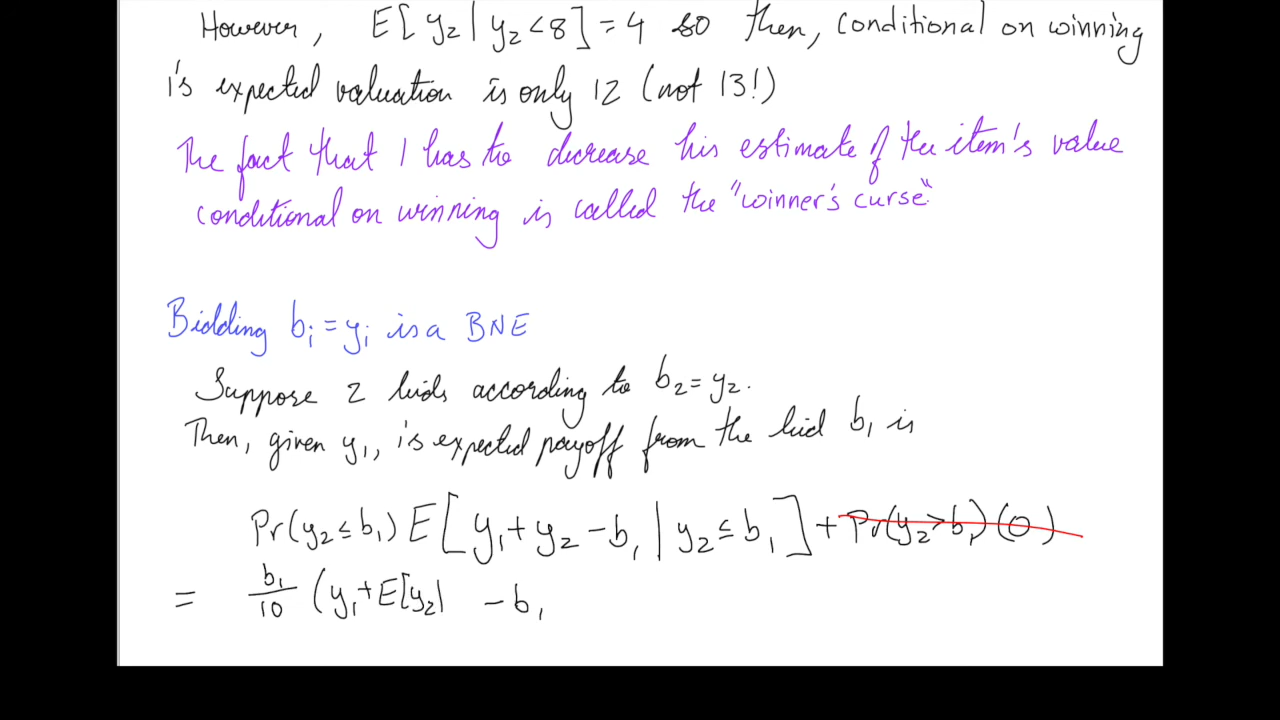 However, E[y₂ | y₂ < 8] = 4 so then, conditional on winning
1's expected valuation is only 12 (not 13!)
The fact that 1 has to decrease his estimate of the item's value
conditional on winning is called the "winner's curse"
Bidding bᵢ = yᵢ is a BNE
Suppose 2 bids according to b₂ = y₂.
Then, given y₁, 1's expected payoff from the bid b₁ is
Pr(y₂ ≤ b₁) E[y₁ + y₂ - b₁ | y₂ ≤ b₁] + Pr(y₂ > b₁)(0)
= b₁/10 (y₁ + E[y₂| - b₁